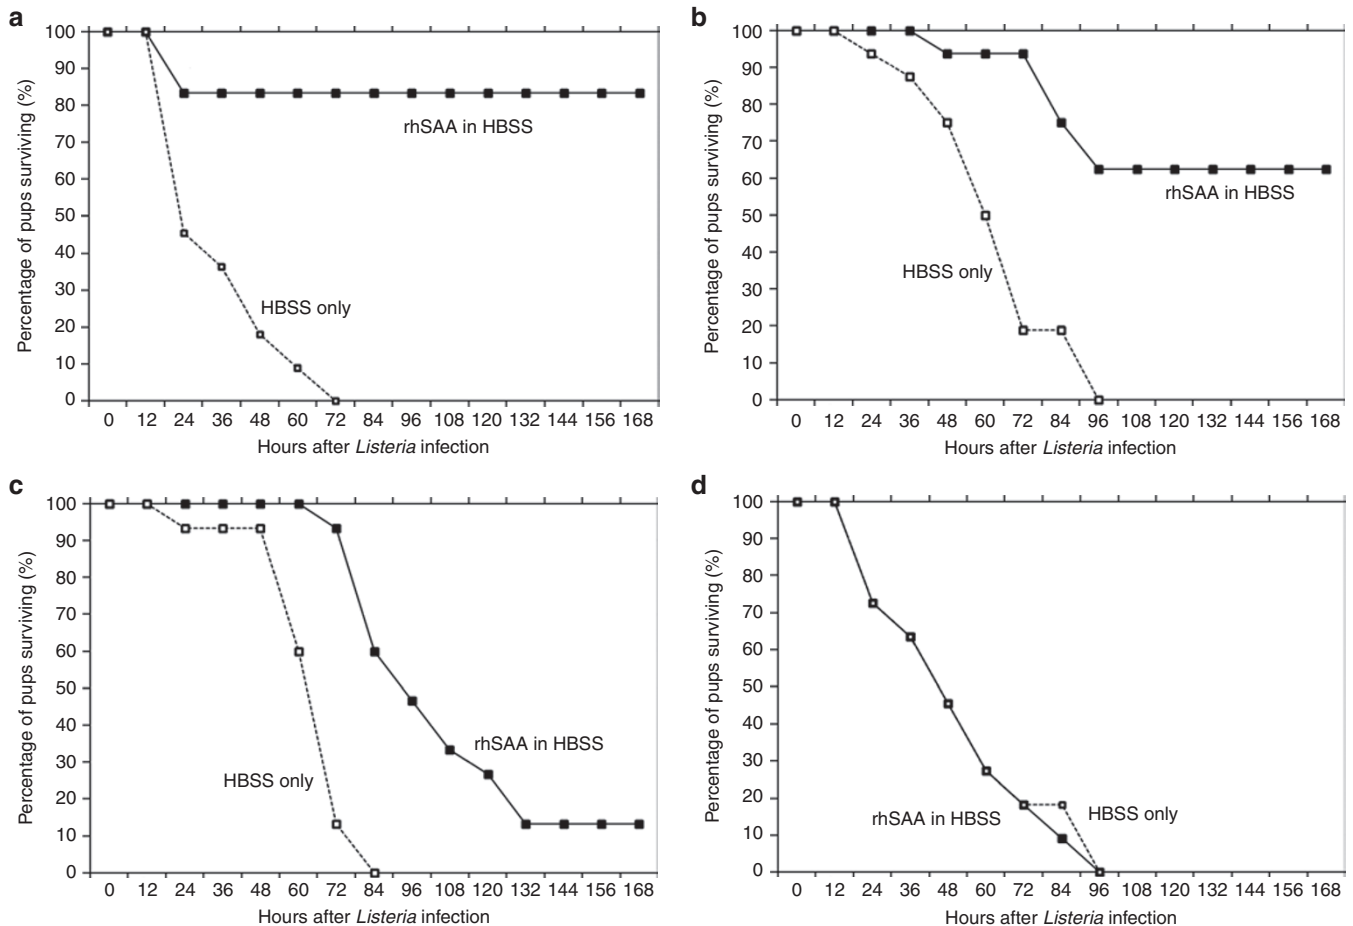 a
Percentage of pups surviving (%)
100
90
80
70
60
50
40
30
20
10
0
rhSAA in HBSS
HBSS only
0 12 24 36 48 60 72 84 96 108 120 132 144 156 168
Hours after Listeria infection
b
Percentage of pups surviving (%)
100
90
80
70
60
50
40
30
20
10
0
rhSAA in HBSS
HBSS only
0 12 24 36 48 60 72 84 96 108 120 132 144 156 168
Hours after Listeria infection
c
Percentage of pups surviving (%)
100
90
80
70
60
50
40
30
20
10
0
rhSAA in HBSS
HBSS only
0 12 24 36 48 60 72 84 96 108 120 132 144 156 168
Hours after Listeria infection
d
Percentage of pups surviving (%)
100
90
80
70
60
50
40
30
20
10
0
rhSAA in HBSS
HBSS only
0 12 24 36 48 60 72 84 96 108 120 132 144 156 168
Hours after Listeria infection